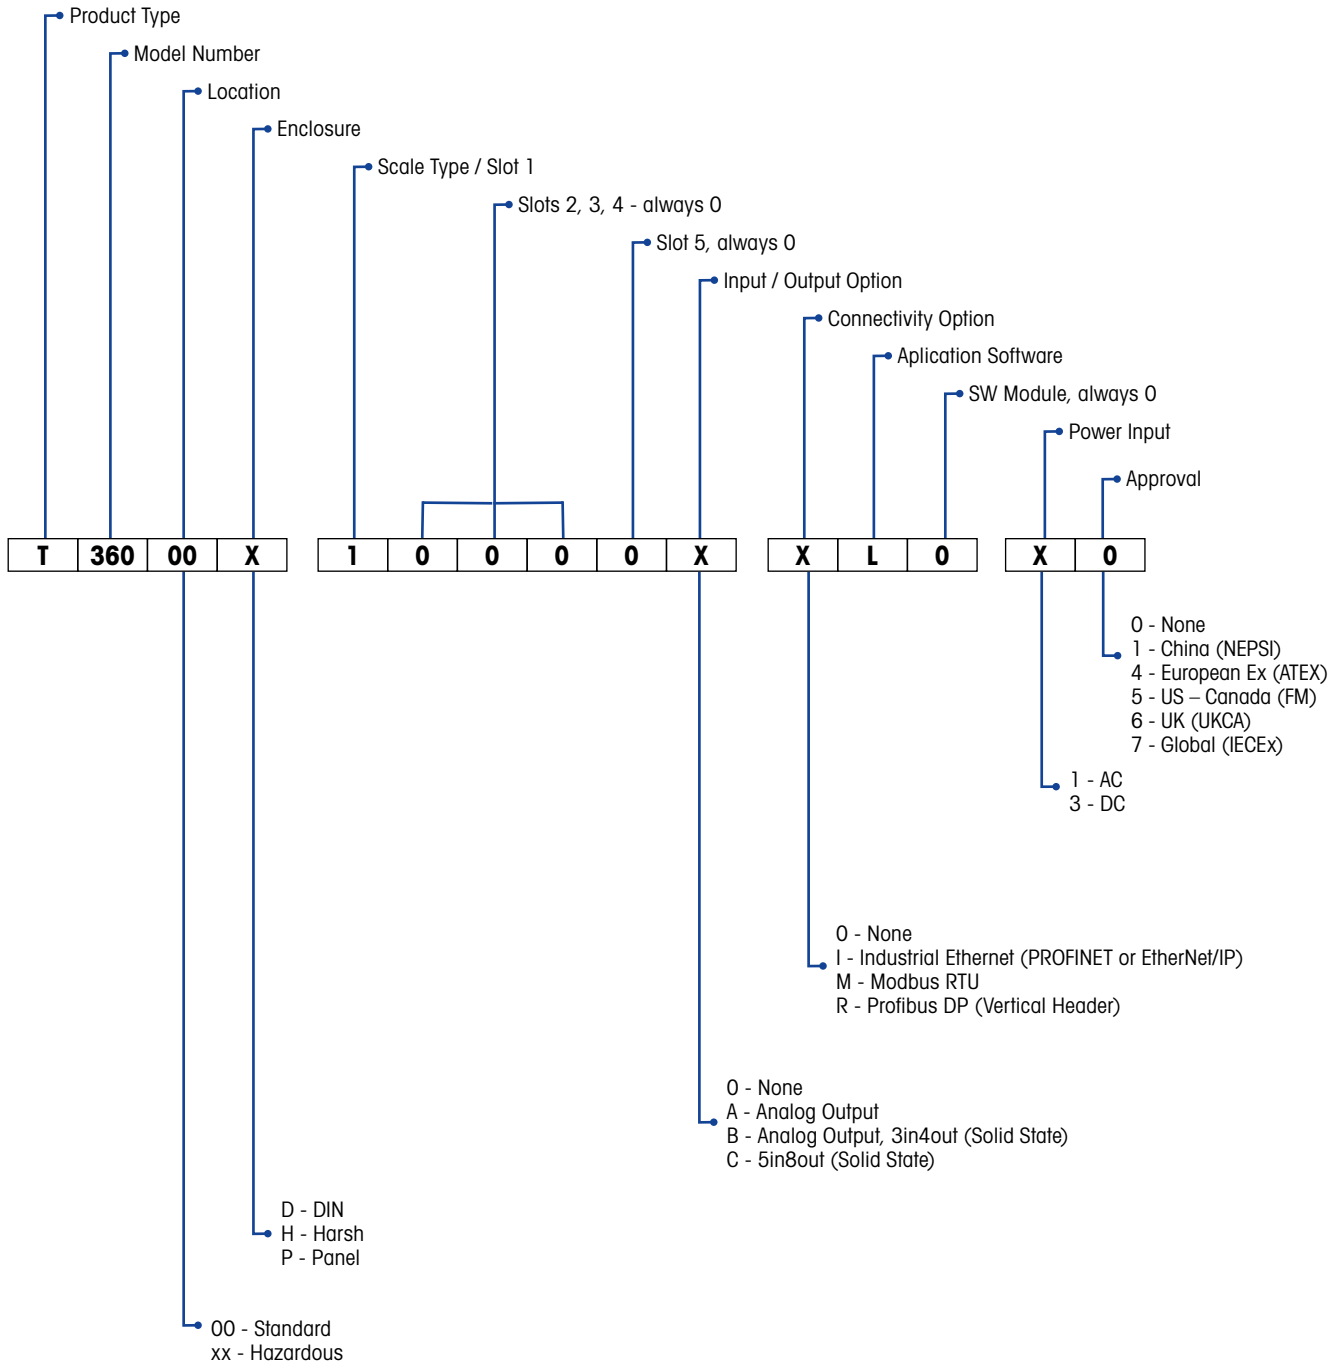 Product Type
Model Number
Location
Enclosure
Scale Type / Slot 1
Slots 2, 3, 4 - always 0
Slot 5, always 0
Input / Output Option
Connectivity Option
Aplication Software
SW Module, always 0
Power Input
Approval
T 360 00 X 1 0 0 0 0 X X L 0 X 0
0 - None
1 - China (NEPSI)
4 - European Ex (ATEX)
5 - US – Canada (FM)
6 - UK (UKCA)
7 - Global (IECEx)
1 - AC
3 - DC
0 - None
I - Industrial Ethernet (PROFINET or EtherNet/IP)
M - Modbus RTU
R - Profibus DP (Vertical Header)
0 - None
A - Analog Output
B - Analog Output, 3in4out (Solid State)
C - 5in8out (Solid State)
D - DIN
H - Harsh
P - Panel
00 - Standard
xx - Hazardous